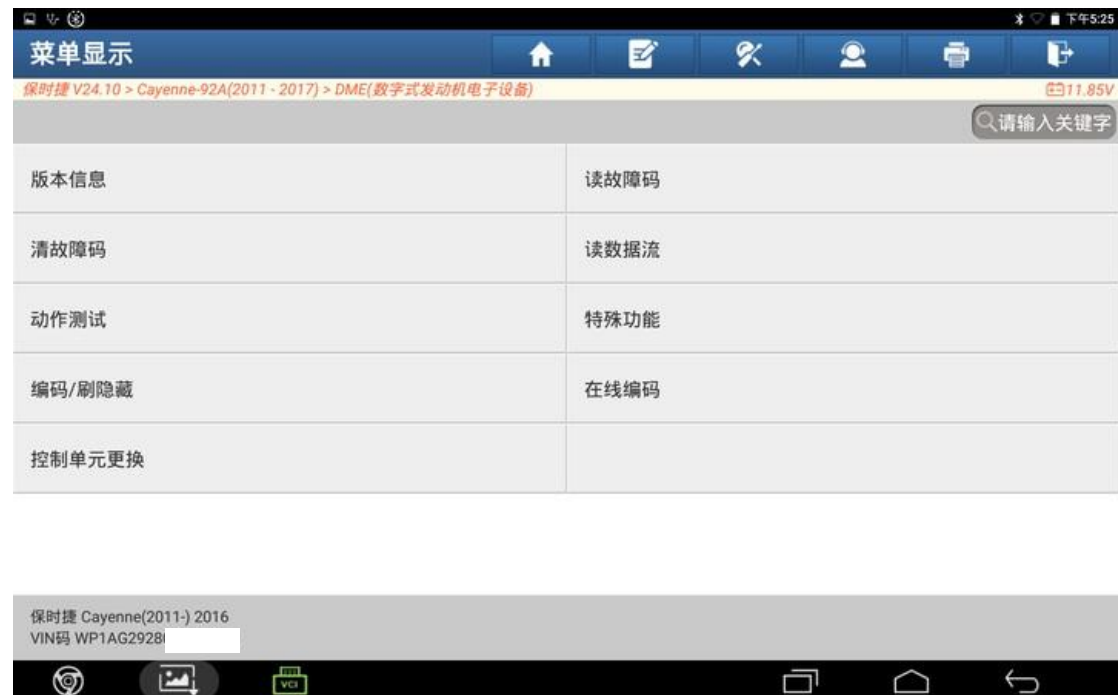 下午5:25
菜单显示
保时捷 V24.10 > Cayenne-92A(2011 - 2017) > DME(数字式发动机电子设备)
11.85V
请输入关键字
版本信息
读故障码
清故障码
读数据流
动作测试
特殊功能
编码/刷隐藏
在线编码
控制单元更换
保时捷 Cayenne(2011-) 2016
VIN码 WP1AG2928
VCI